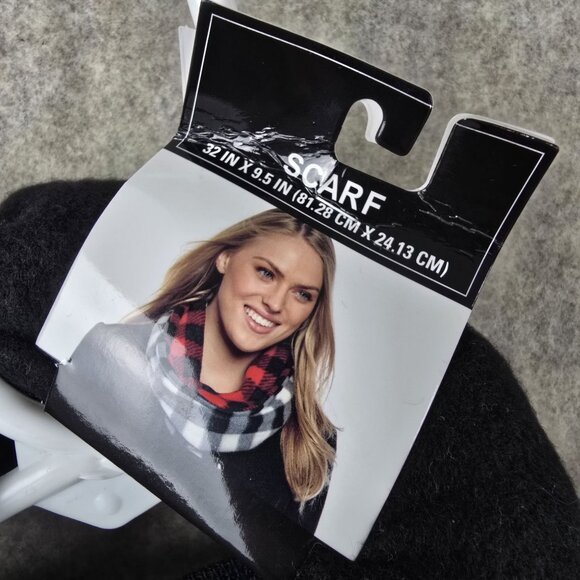 SCARF
32 IN X 9.5 IN (81.28 CM X 24.13 CM)